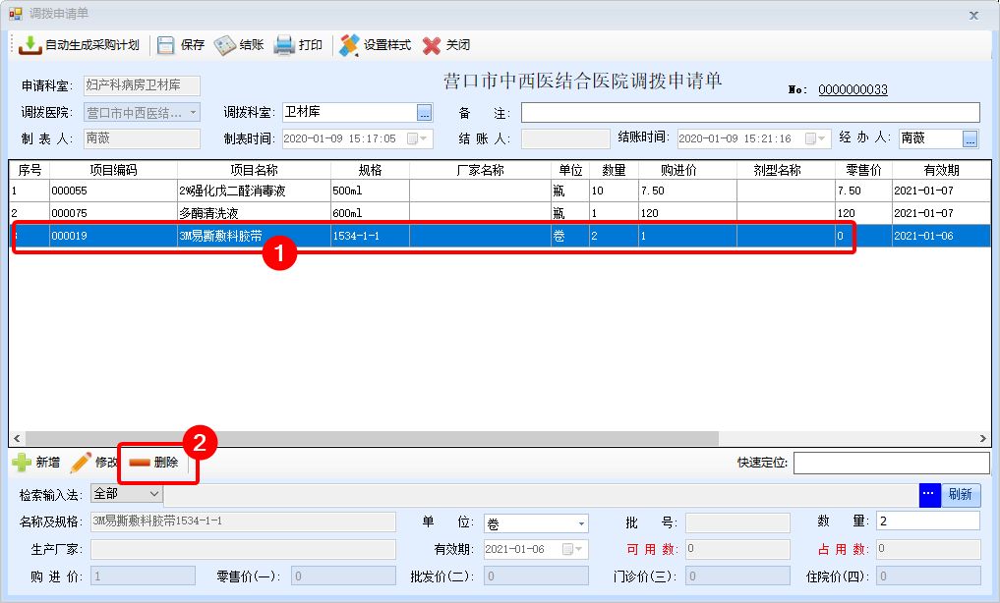 调拨申请单
自动生成采购计划 保存 结账 打印 设置样式 关闭
营口市中西医结合医院调拨申请单
No: 0000000033
申请科室: 妇产科病房卫材库
调拨医院: 营口市中西医结... 调拨科室: 卫材库 ... 备 注:
制 表 人: 南薇 制表时间: 2020-01-09 15:17:05 结 账 人: 结账时间: 2020-01-09 15:21:16 经 办 人: 南薇 ...
序号 项目编码 项目名称 规格 厂家名称 单位 数量 购进价 剂型名称 零售价 有效期
1 000055 2%强化戊二醛消毒液 500ml 瓶 10 7.50 7.50 2021-01-07
2 000075 多酶清洗液 600ml 瓶 1 120 120 2021-01-07
3 000019 3M易撕敷料胶带 1534-1-1 卷 2 1 0 2021-01-06
1
2
新增 修改 删除 快速定位:
检索输入法: 全部 ... 刷新
名称及规格: 3M易撕敷料胶带1534-1-1 单 位: 卷 批 号: 数 量: 2
生产厂家: 有效期: 2021-01-06 可 用 数: 0 占 用 数: 0
购 进 价: 1 零售价(一): 0 批发价(二): 0 门诊价(三): 0 住院价(四): 0